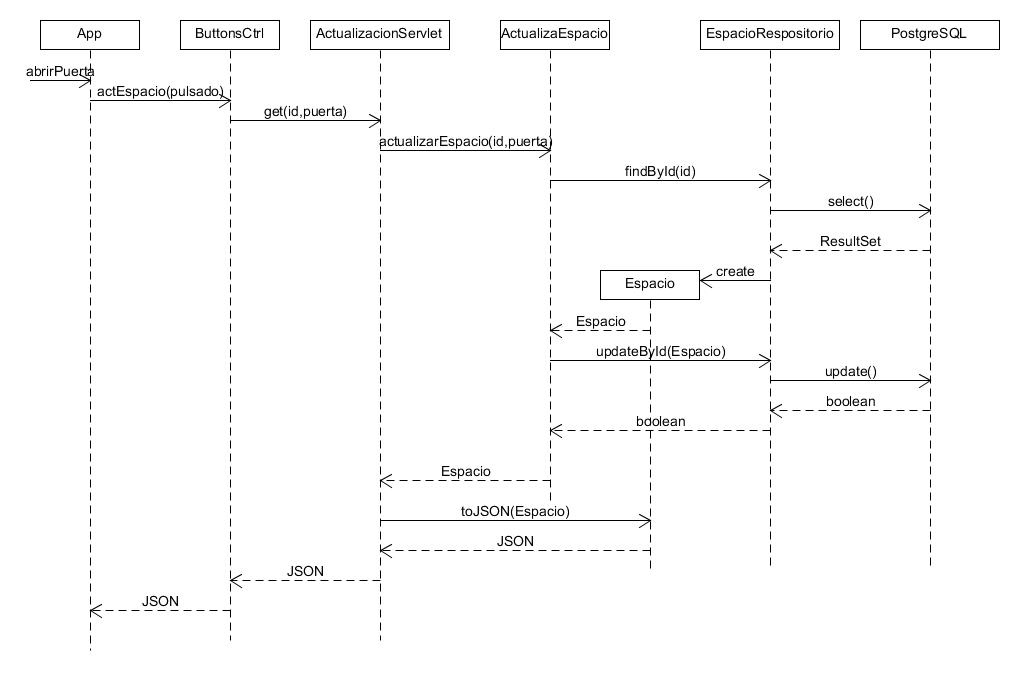 App
ButtonsCtrl
ActualizacionServlet
ActualizaEspacio
EspacioRespositorio
PostgreSQL
abrirPuerta
actEspacio(pulsado)
get(id,puerta)
actualizarEspacio(id,puerta)
findById(id)
select()
ResultSet
create
Espacio
Espacio
updateById(Espacio)
update()
boolean
boolean
Espacio
toJSON(Espacio)
JSON
JSON
JSON